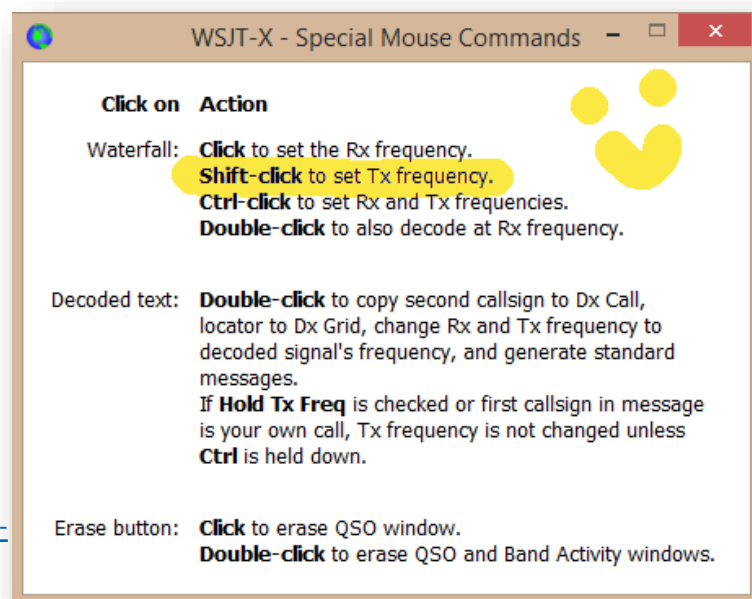 WSJT-X - Special Mouse Commands
Click on Action
Waterfall: Click to set the Rx frequency.
Shift-click to set Tx frequency.
Ctrl-click to set Rx and Tx frequencies.
Double-click to also decode at Rx frequency.
Decoded text: Double-click to copy second callsign to Dx Call,
locator to Dx Grid, change Rx and Tx frequency to
decoded signal's frequency, and generate standard
messages.
If Hold Tx Freq is checked or first callsign in message
is your own call, Tx frequency is not changed unless
Ctrl is held down.
Erase button: Click to erase QSO window.
Double-click to erase QSO and Band Activity windows.